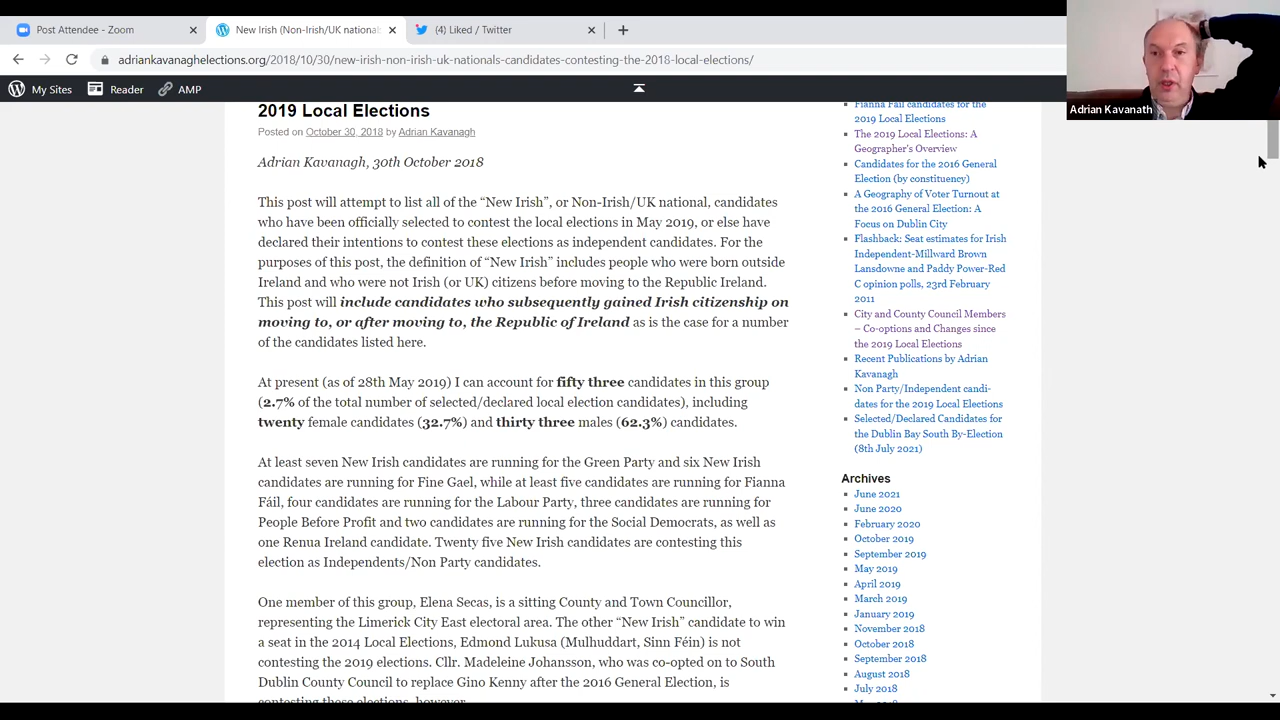 Post Attendee - Zoom
New Irish (Non-Irish/UK nationa
(4) Liked / Twitter
adriankavanaghelections.org/2018/10/30/new-irish-non-irish-uk-nationals-candidates-contesting-the-2018-local-elections/
My Sites
Reader
AMP
Adrian Kavanath
2019 Local Elections
Posted on October 30, 2018 by Adrian Kavanagh
Adrian Kavanagh, 30th October 2018
This post will attempt to list all of the “New Irish”, or Non-Irish/UK national, candidates
who have been officially selected to contest the local elections in May 2019, or else have
declared their intentions to contest these elections as independent candidates. For the
purposes of this post, the definition of “New Irish” includes people who were born outside
Ireland and who were not Irish (or UK) citizens before moving to the Republic Ireland.
This post will include candidates who subsequently gained Irish citizenship on
moving to, or after moving to, the Republic of Ireland as is the case for a number
of the candidates listed here.
At present (as of 28th May 2019) I can account for fifty three candidates in this group
(2.7% of the total number of selected/declared local election candidates), including
twenty female candidates (32.7%) and thirty three males (62.3%) candidates.
At least seven New Irish candidates are running for the Green Party and six New Irish
candidates are running for Fine Gael, while at least five candidates are running for Fianna
Fáil, four candidates are running for the Labour Party, three candidates are running for
People Before Profit and two candidates are running for the Social Democrats, as well as
one Renua Ireland candidate. Twenty five New Irish candidates are contesting this
election as Independents/Non Party candidates.
One member of this group, Elena Secas, is a sitting County and Town Councillor,
representing the Limerick City East electoral area. The other “New Irish” candidate to win
a seat in the 2014 Local Elections, Edmond Lukusa (Mulhuddart, Sinn Féin) is not
contesting the 2019 elections. Cllr. Madeleine Johansson, who was co-opted on to South
Dublin County Council to replace Gino Kenny after the 2016 General Election, is
contesting these elections, however.
Fianna Fail candidates for the
2019 Local Elections
The 2019 Local Elections: A
Geographer's Overview
Candidates for the 2016 General
Election (by constituency)
A Geography of Voter Turnout at
the 2016 General Election: A
Focus on Dublin City
Flashback: Seat estimates for Irish
Independent-Millward Brown
Lansdowne and Paddy Power-Red
C opinion polls, 23rd February
2011
City and County Council Members
– Co-options and Changes since
the 2019 Local Elections
Recent Publications by Adrian
Kavanagh
Non Party/Independent candi-
dates for the 2019 Local Elections
Selected/Declared Candidates for
the Dublin Bay South By-Election
(8th July 2021)
Archives
June 2021
June 2020
February 2020
October 2019
September 2019
May 2019
April 2019
March 2019
January 2019
November 2018
October 2018
September 2018
August 2018
July 2018